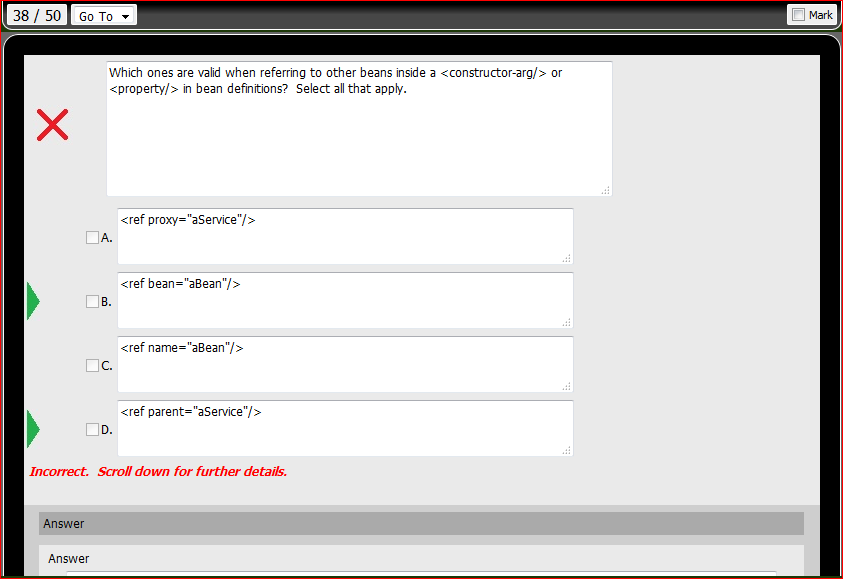 38 / 50 Go To Mark
Which ones are valid when referring to other beans inside a <constructor-arg/> or
<property/> in bean definitions?  Select all that apply.
A. <ref proxy="aService"/>
B. <ref bean="aBean"/>
C. <ref name="aBean"/>
D. <ref parent="aService"/>
Incorrect.  Scroll down for further details.
Answer
Answer